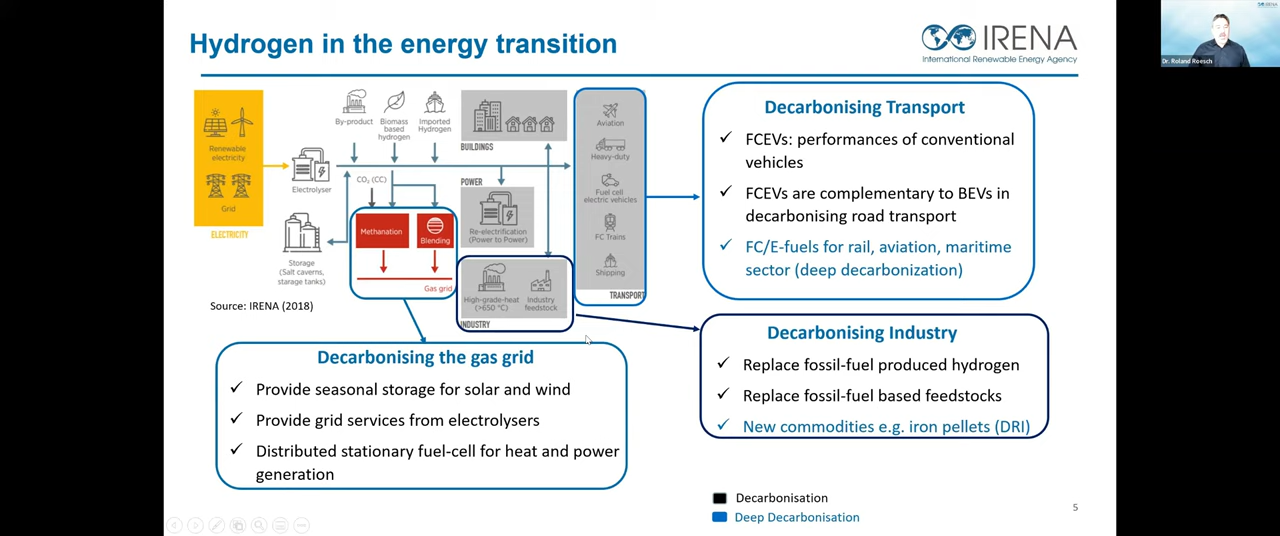 Hydrogen in the energy transition
IRENA
International Renewable Energy Agency
Dr. Roland Roesch
Renewable
electricity
Grid
ELECTRICITY
By-product
Biomass
based
hydrogen
Imported
Hydrogen
Electrolyser
CO₂ (CC)
Storage
(Salt caverns,
starage tanks)
Methanation
Blending
Gas grid
BUILDINGS
POWER
Re-electrification
(Power to Power)
High-grade-heat
(>650 °C)
Industry
feedstock
INDUSTRY
Aviation
Heavy-duty
Fuel cell
electric vehicles
FC Trains
Shipping
TRANSPORT
Source: IRENA (2018)
Decarbonising Transport
✓ FCEVs: performances of conventional
vehicles
✓ FCEVs are complementary to BEVs in
decarbonising road transport
✓ FC/E-fuels for rail, aviation, maritime
sector (deep decarbonization)
Decarbonising Industry
✓ Replace fossil-fuel produced hydrogen
✓ Replace fossil-fuel based feedstocks
✓ New commodities e.g. iron pellets (DRI)
Decarbonising the gas grid
✓ Provide seasonal storage for solar and wind
✓ Provide grid services from electrolysers
✓ Distributed stationary fuel-cell for heat and power
generation
Decarbonisation
Deep Decarbonisation
5